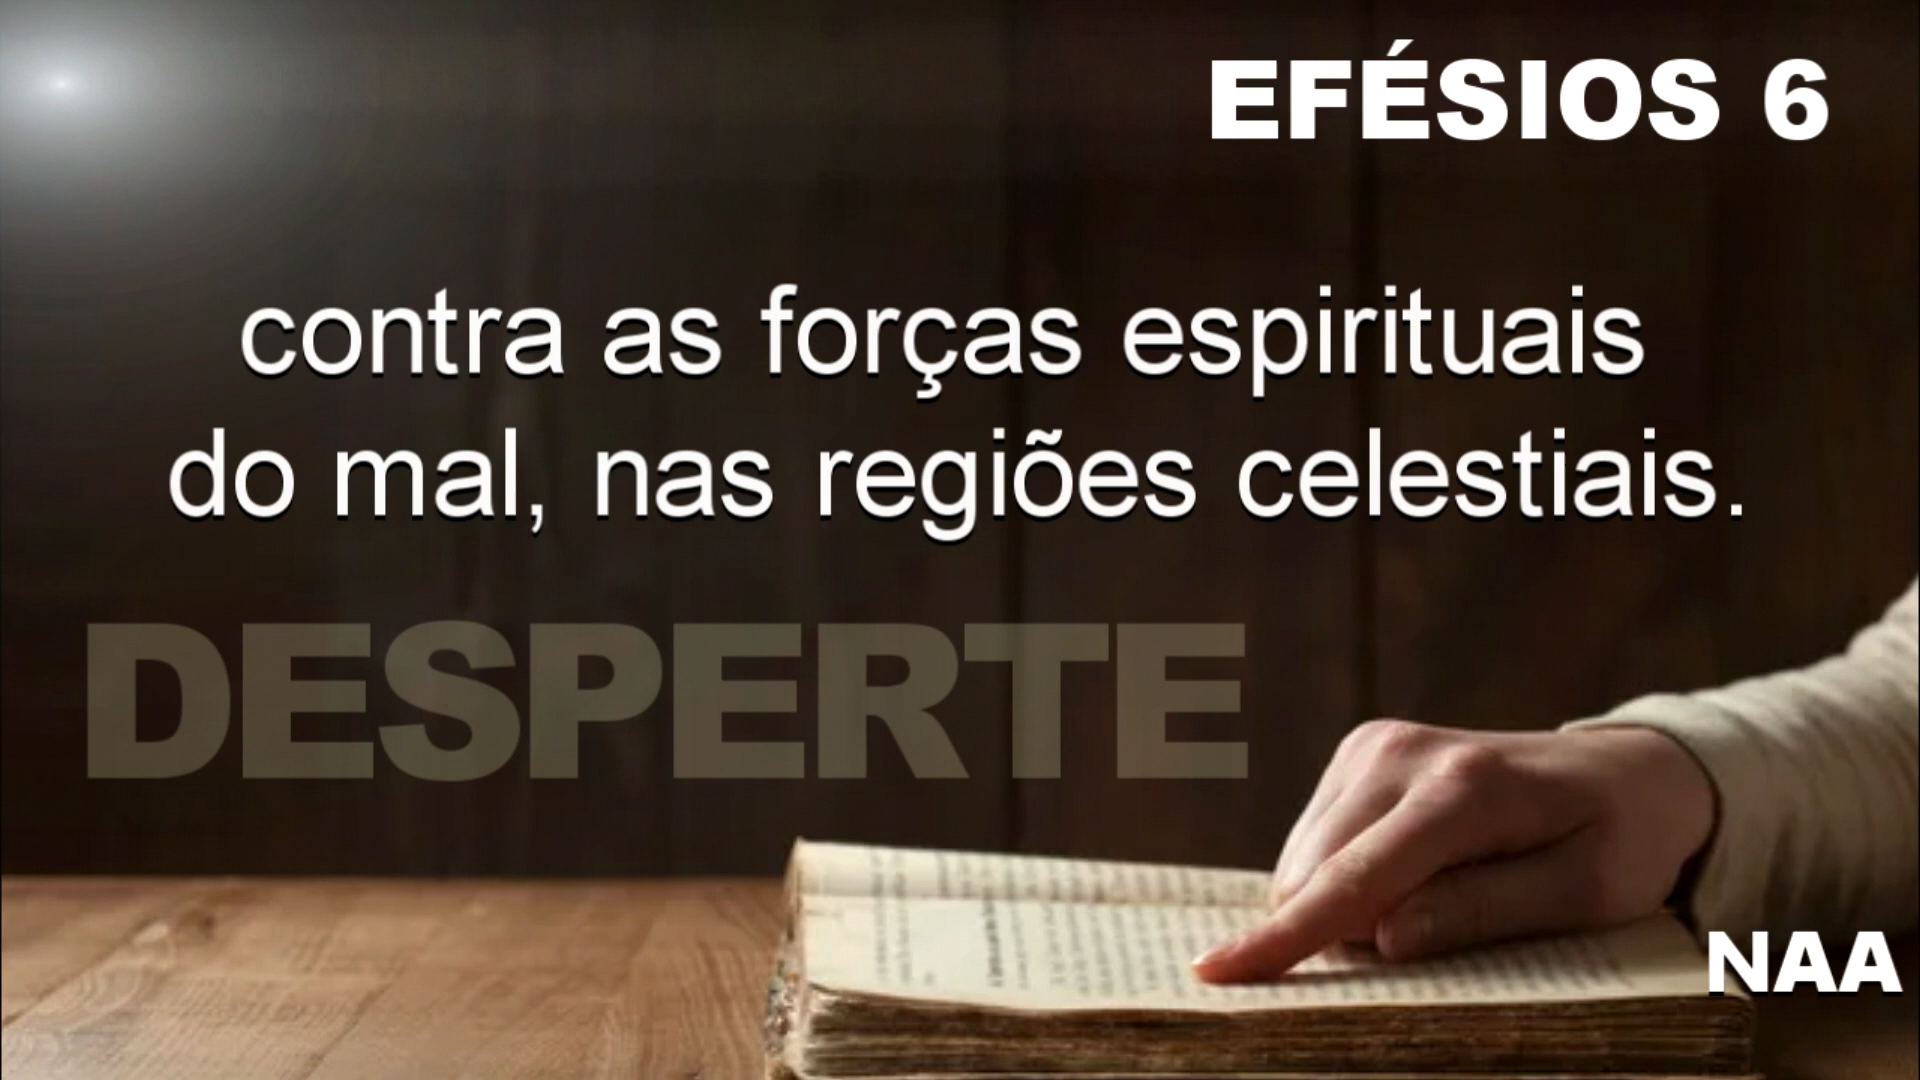 EFÉSIOS 6
contra as forças espirituais
do mal, nas regiões celestiais.
DESPERTE
NAA